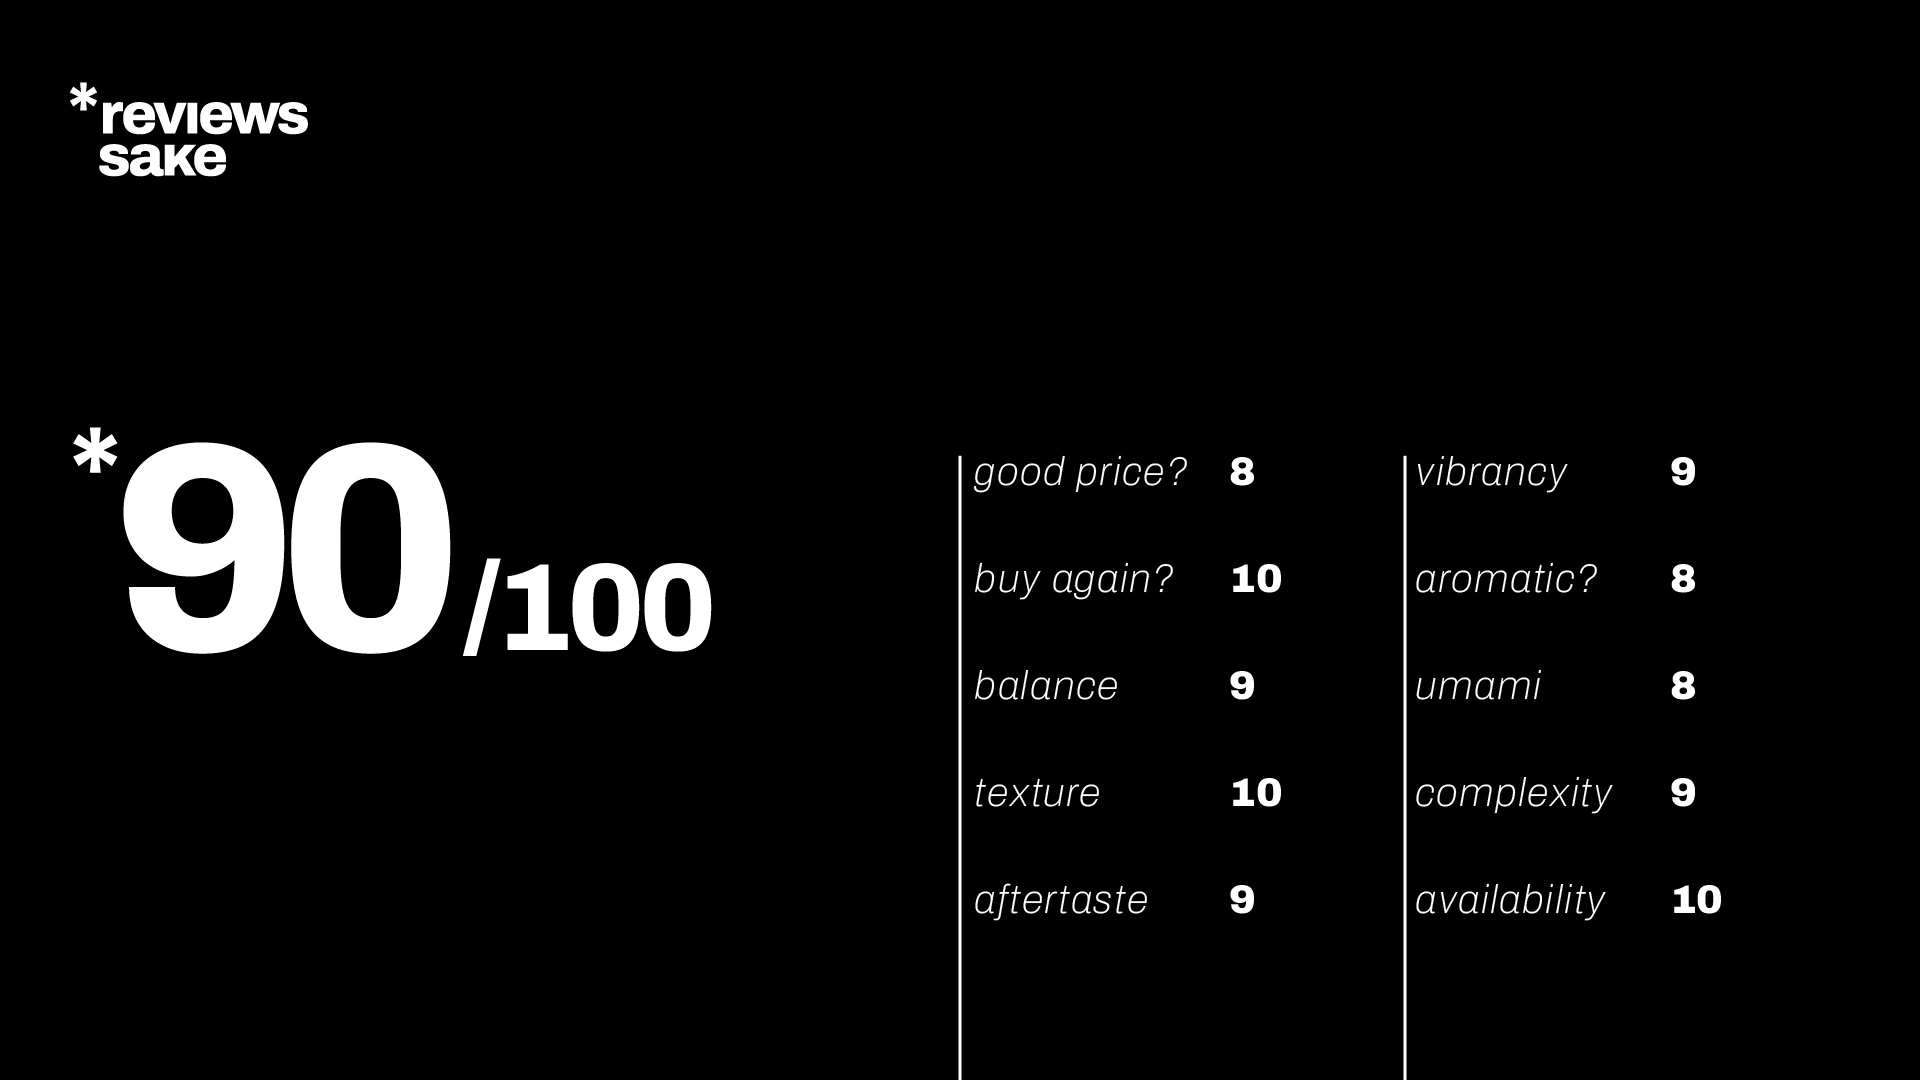 *reviews
sake
*90/100
good price? 8
buy again? 10
balance 9
texture 10
aftertaste 9
vibrancy 9
aromatic? 8
umami 8
complexity 9
availability 10